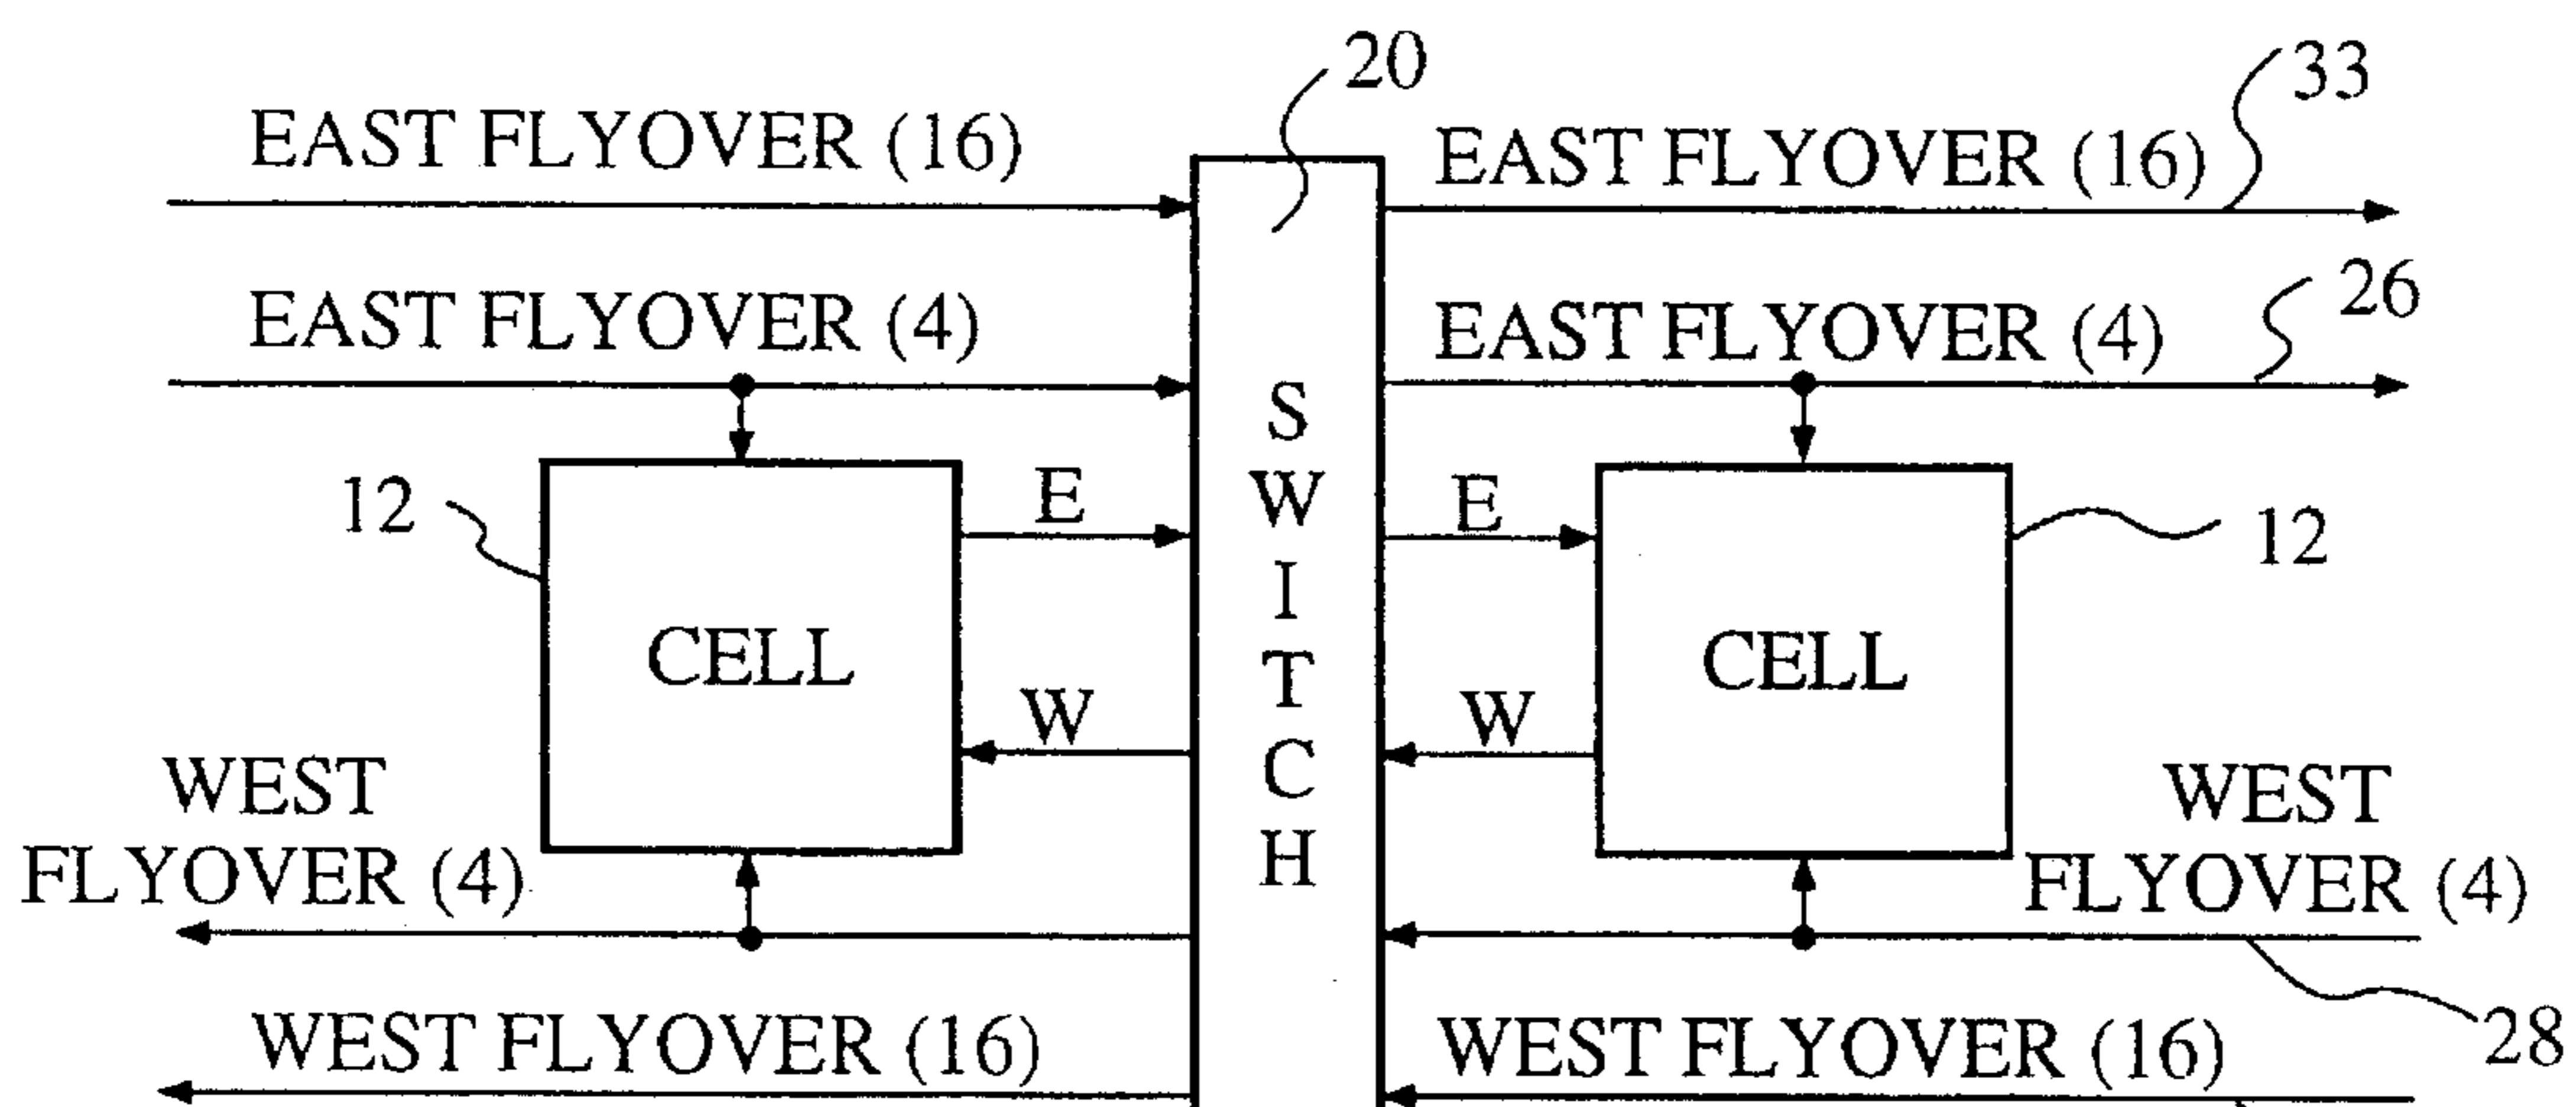 20
33
EAST FLYOVER (16)
EAST FLYOVER (16)
26
EAST FLYOVER (4)
EAST FLYOVER (4)
SWITCH
12
E
E
12
CELL
CELL
W
W
WEST
FLYOVER (4)
WEST
FLYOVER (4)
28
WEST FLYOVER (16)
WEST FLYOVER (16)